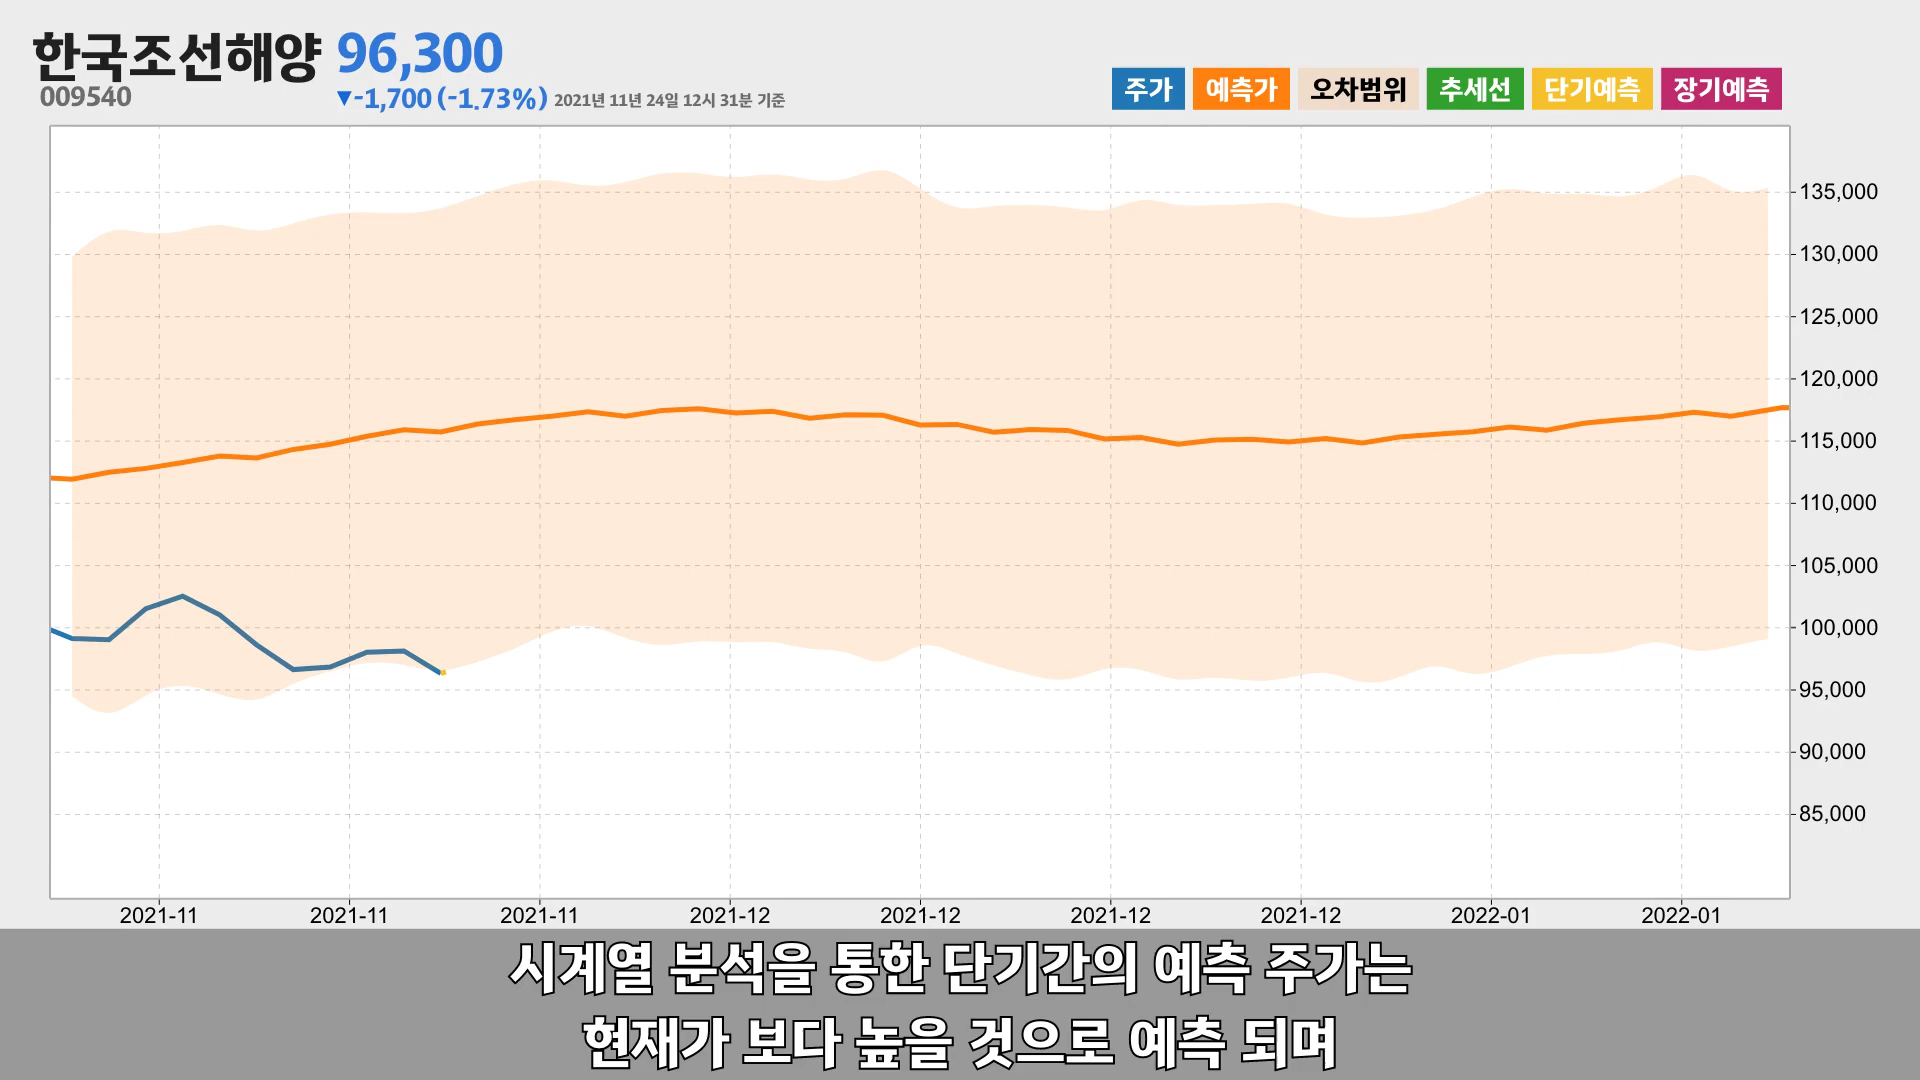 한국조선해양 96,300
009540
▼-1,700 (-1,73%) 2021년 11년 24일 12시 31분 기준
주가 예측가 오차범위 추세선 단기예측 장기예측
135,000
130,000
125,000
120,000
115,000
110,000
105,000
100,000
95,000
90,000
85,000
2021-11 2021-11 2021-11 2021-12 2021-12 2021-12 2021-12 2022-01 2022-01
시계열 분석을 통한 단기간의 예측 주가는
현재가 보다 높을 것으로 예측 되며